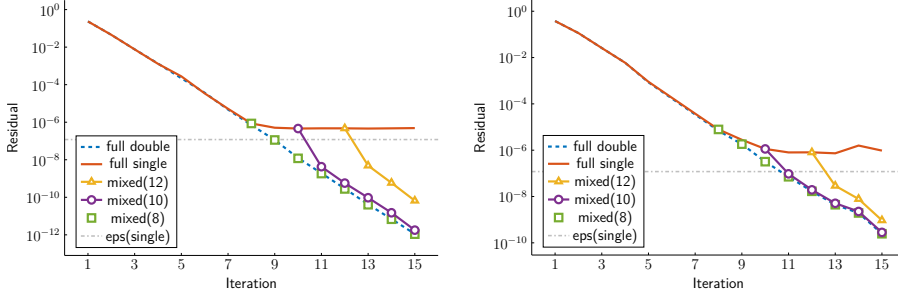 10^0
10^−2
10^−4
10^−6
10^−8
10^−10
10^−12
Residual
full double
full single
mixed(12)
mixed(10)
mixed(8)
eps(single)
1 3 5 7 9 11 13 15
Iteration
10^0
10^−2
10^−4
10^−6
10^−8
10^−10
Residual
full double
full single
mixed(12)
mixed(10)
mixed(8)
eps(single)
1 3 5 7 9 11 13 15
Iteration